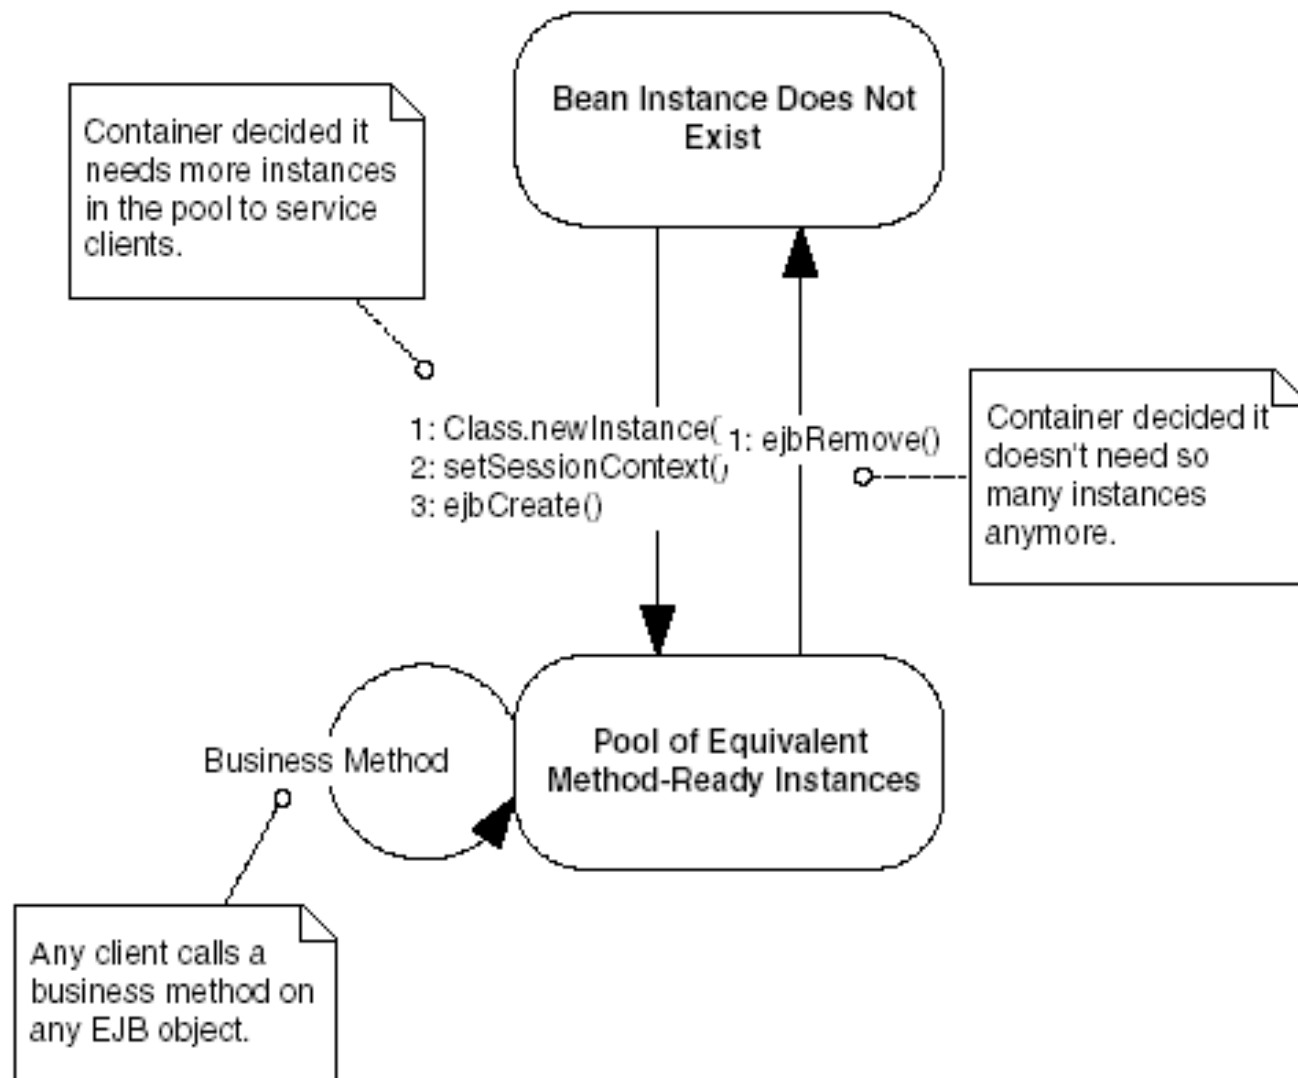 Bean Instance Does Not
Exist
Container decided it
needs more instances
in the pool to service
clients.
1: Class.newInstance(
2: setSessionContext()
3: ejbCreate()
1: ejbRemove()
Container decided it
doesn't need so
many instances
anymore.
Business Method
Pool of Equivalent
Method-Ready Instances
Any client calls a
business method on
any EJB object.